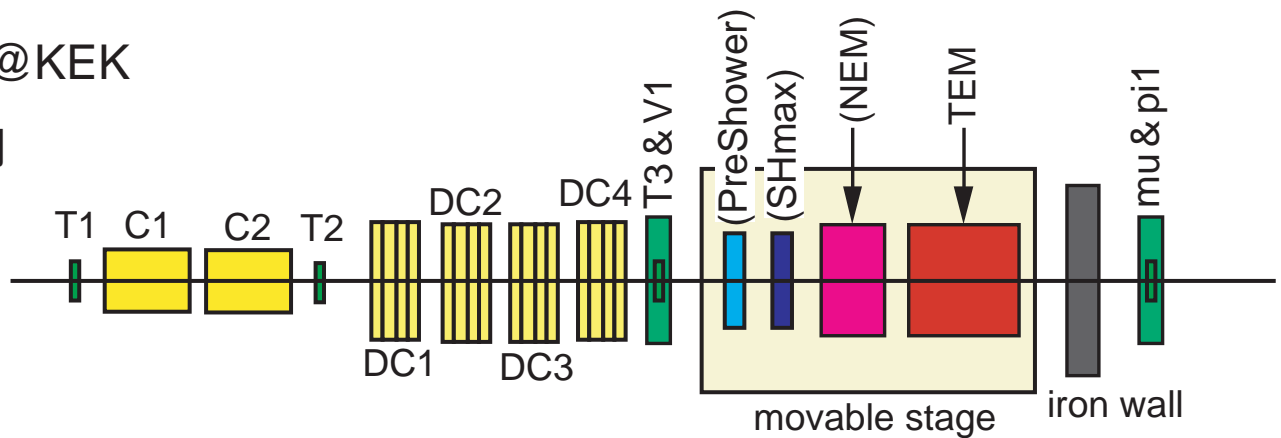 @KEK
T1
C1
C2
T2
DC1
DC2
DC3
DC4
T3 & V1
(PreShower)
(SHmax)
(NEM)
TEM
mu & pi1
movable stage
iron wall